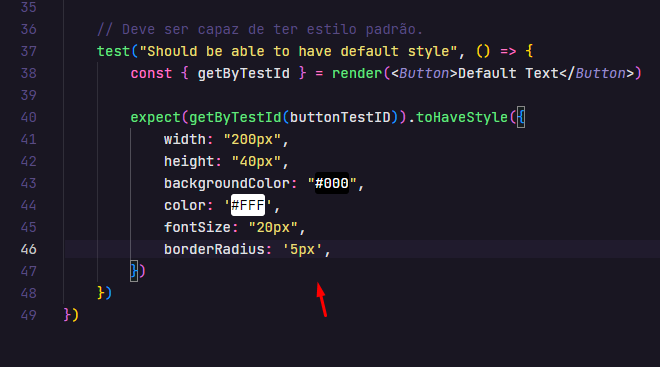 35
36 // Deve ser capaz de ter estilo padrão.
37 test("Should be able to have default style", () => {
38 const { getByTestId } = render(<Button>Default Text</Button>)
39
40 expect(getByTestId(buttonTestID)).toHaveStyle({
41 width: "200px",
42 height: "40px",
43 backgroundColor: "#000",
44 color: '#FFF',
45 fontSize: "20px",
46 borderRadius: '5px',
47 })
48 })
49 })